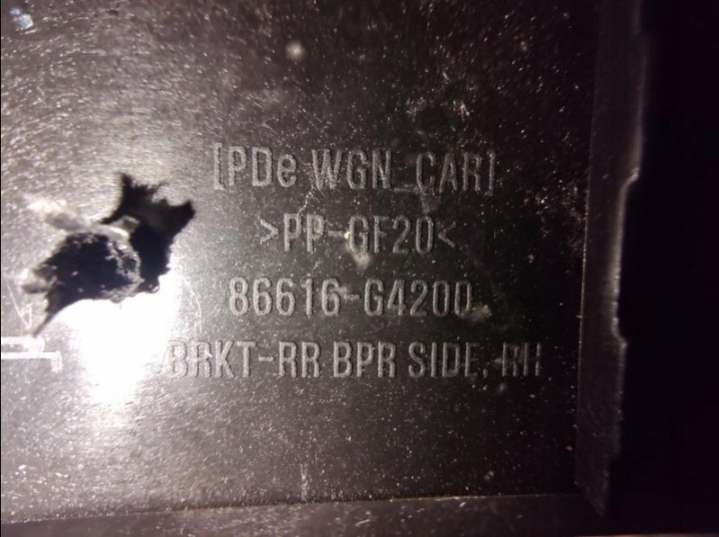 [PDe WGN_CAR]
>PP-GF20<
86616-G4200
BRKT-RR BPR SIDE, RH